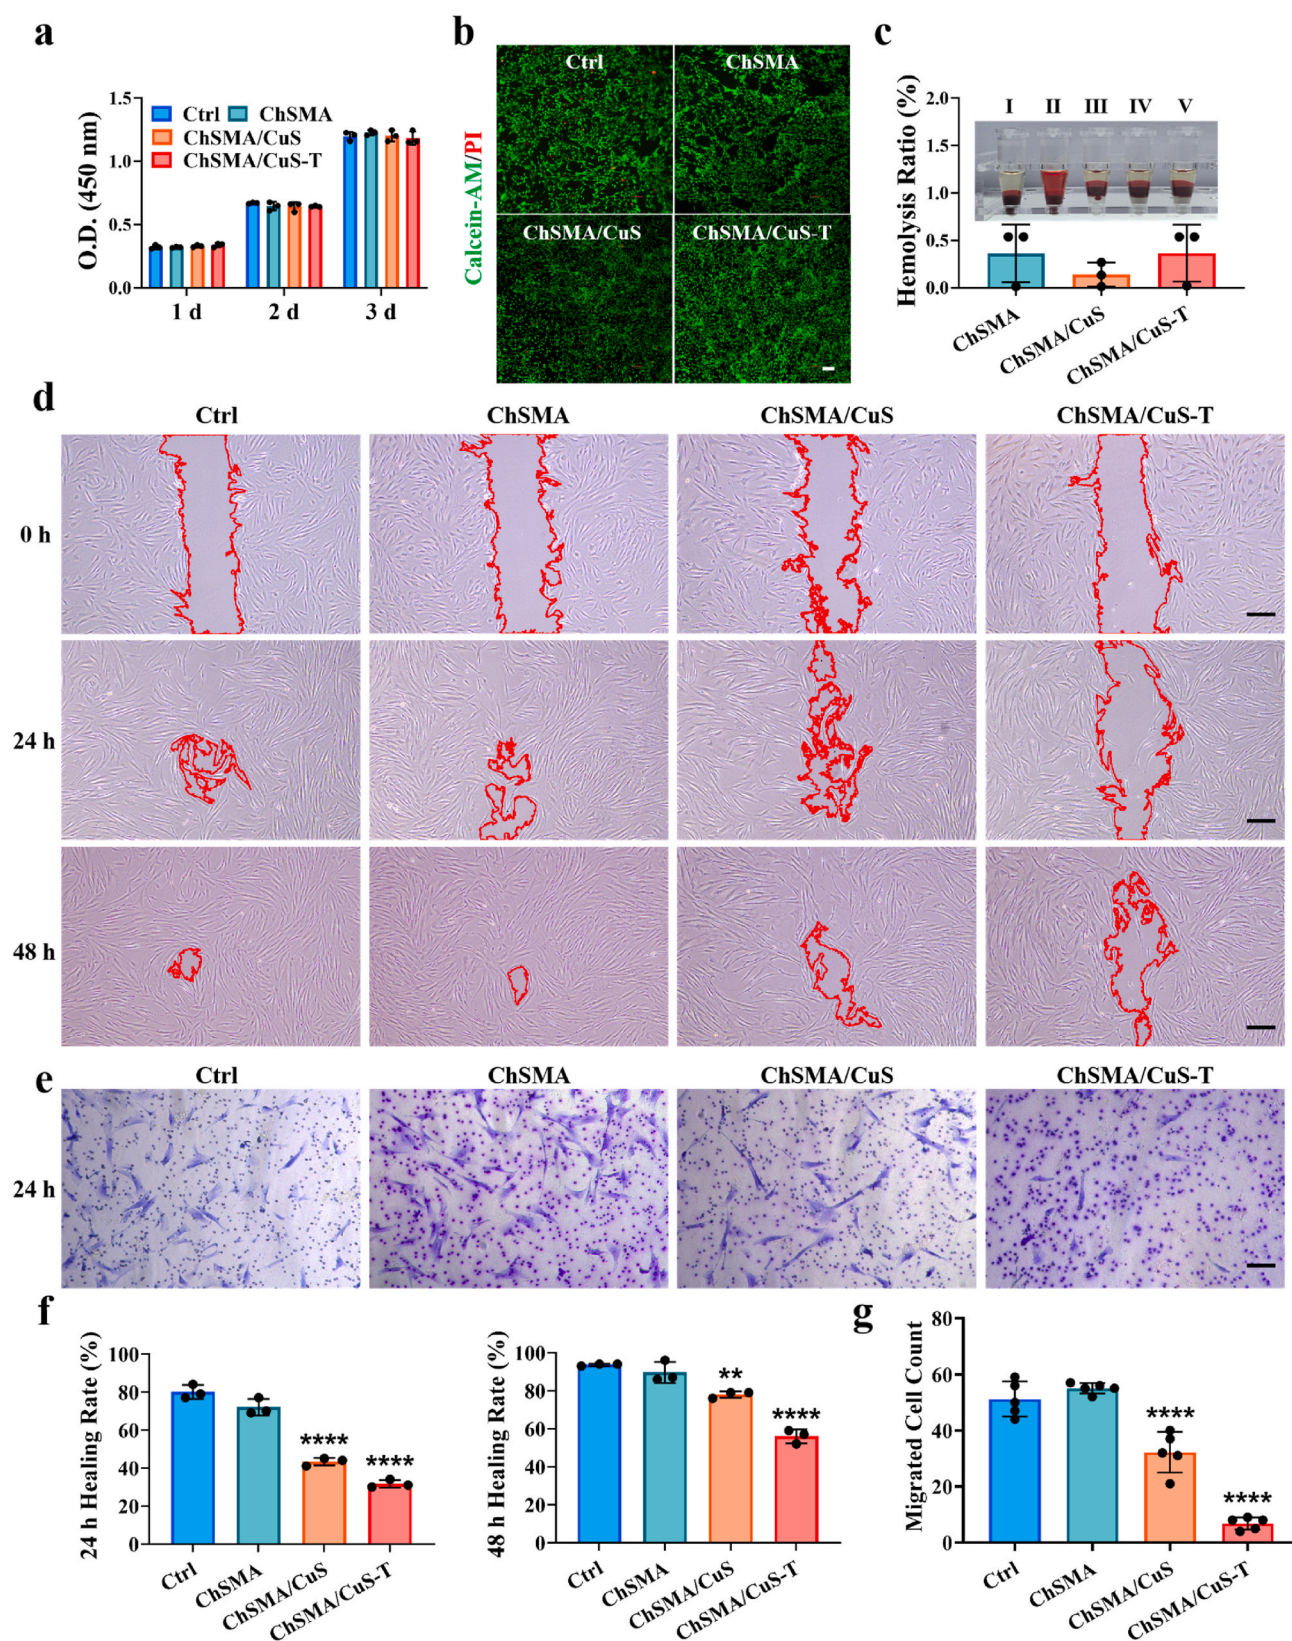 a
O.D. (450 nm)
1.5
1.0
0.5
0.0
Ctrl ChSMA
ChSMA/CuS
ChSMA/CuS-T
1 d 2 d 3 d
b
Calcein-AM/PI
Ctrl ChSMA
ChSMA/CuS ChSMA/CuS-T
c
Hemolysis Ratio (%)
2.0
1.5
1.0
0.5
0.0
I II III IV V
ChSMA
ChSMA/CuS
ChSMA/CuS-T
d
Ctrl ChSMA ChSMA/CuS ChSMA/CuS-T
0 h
24 h
48 h
e
Ctrl ChSMA ChSMA/CuS ChSMA/CuS-T
24 h
f
24 h Healing Rate (%)
100
80
60
40
20
0
****
****
Ctrl
ChSMA
ChSMA/CuS
ChSMA/CuS-T
48 h Healing Rate (%)
100
80
60
40
20
0
**
****
Ctrl
ChSMA
ChSMA/CuS
ChSMA/CuS-T
g
Migrated Cell Count
80
60
40
20
0
****
****
Ctrl
ChSMA
ChSMA/CuS
ChSMA/CuS-T